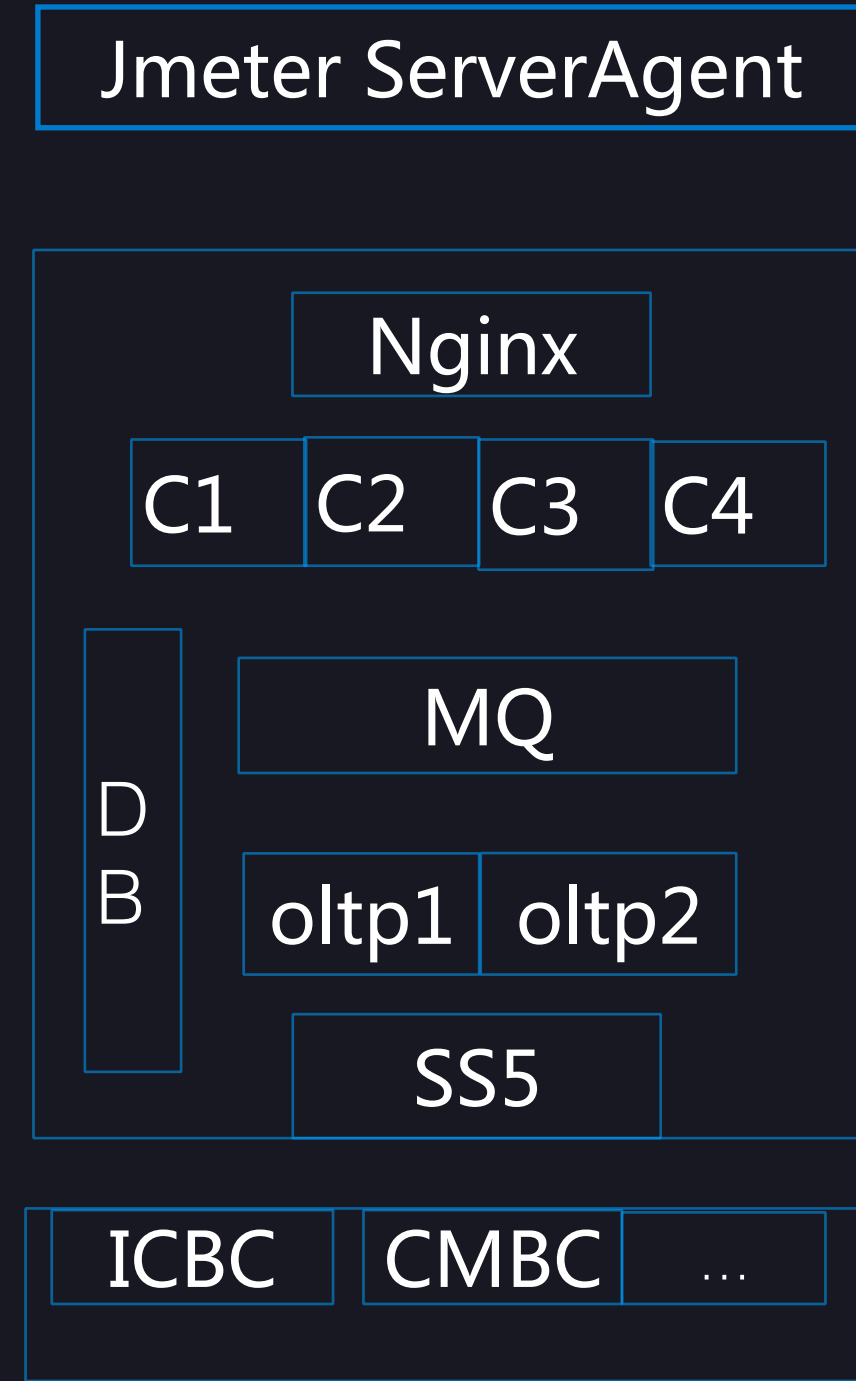 Jmeter ServerAgent
Nginx
C1 C2 C3 C4
MQ
D
B
oltp1 oltp2
SS5
ICBC CMBC ...